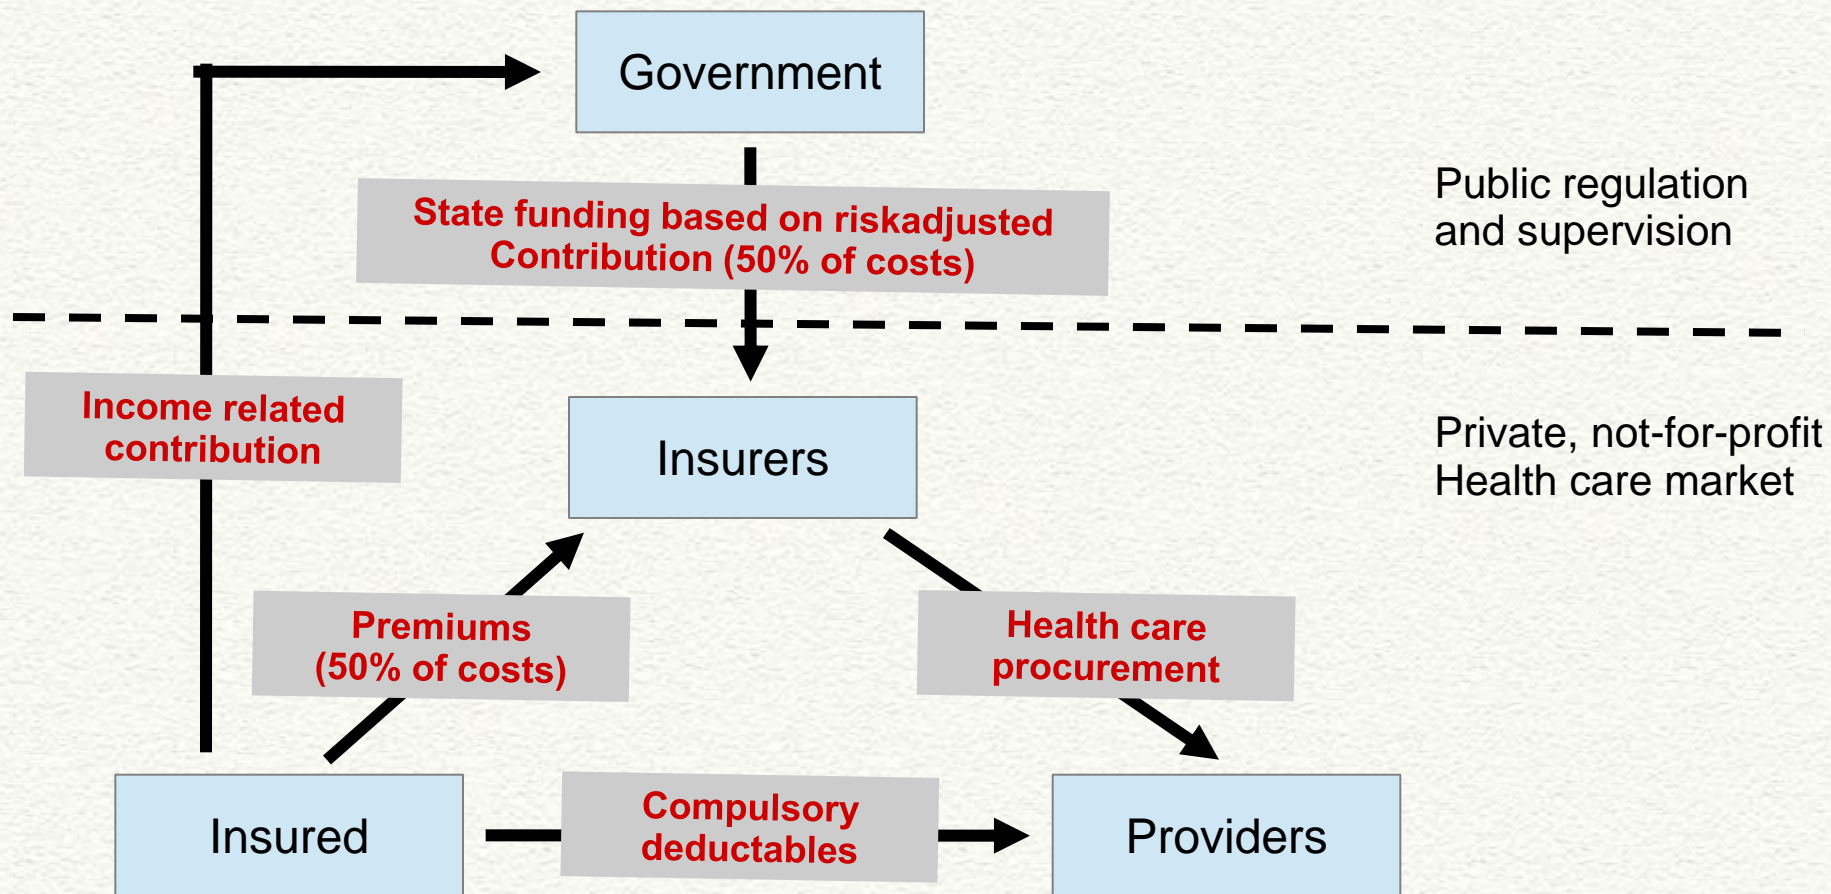 Government
State funding based on riskadjusted
Contribution (50% of costs)
Public regulation
and supervision
Income related
contribution
Insurers
Private, not-for-profit
Health care market
Premiums
(50% of costs)
Health care
procurement
Insured
Compulsory
deductables
Providers